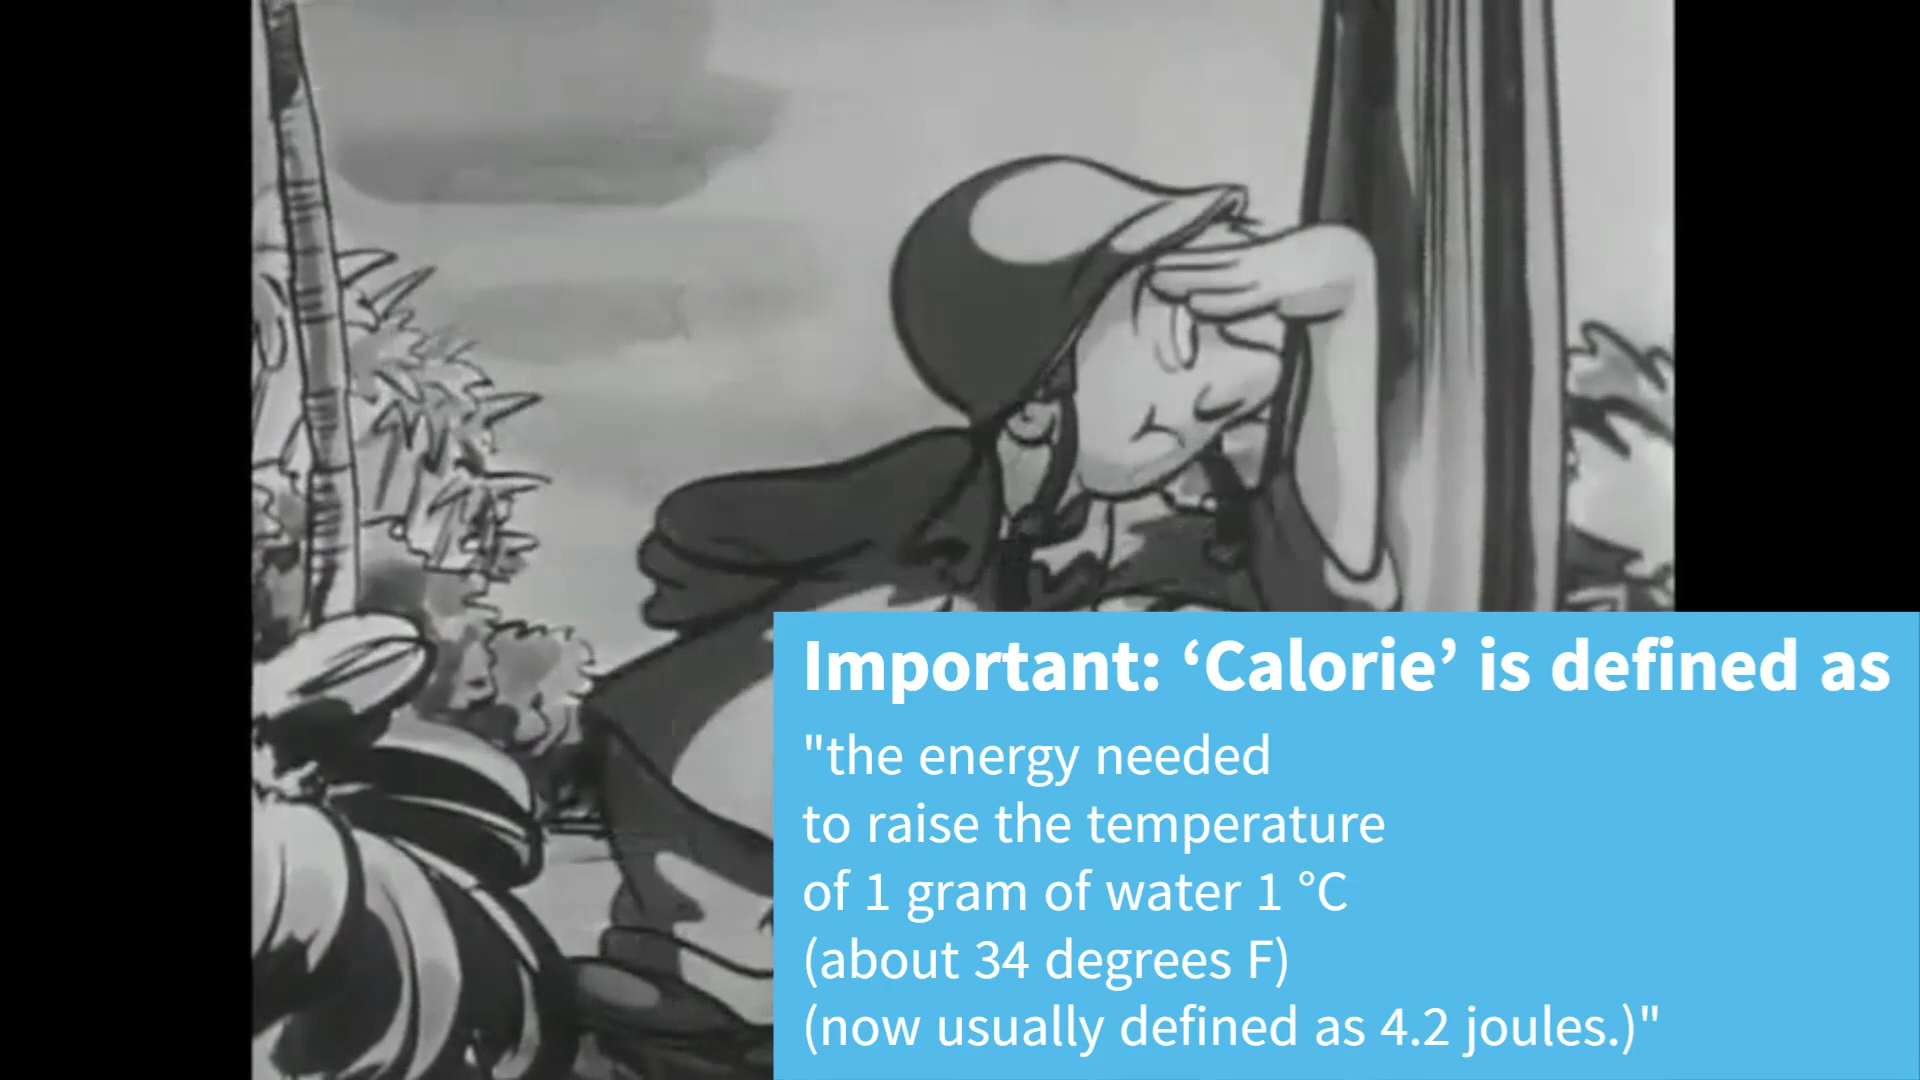 Important: ‘Calorie’ is defined as
"the energy needed
to raise the temperature
of 1 gram of water 1 °C
(about 34 degrees F)
(now usually defined as 4.2 joules.)"